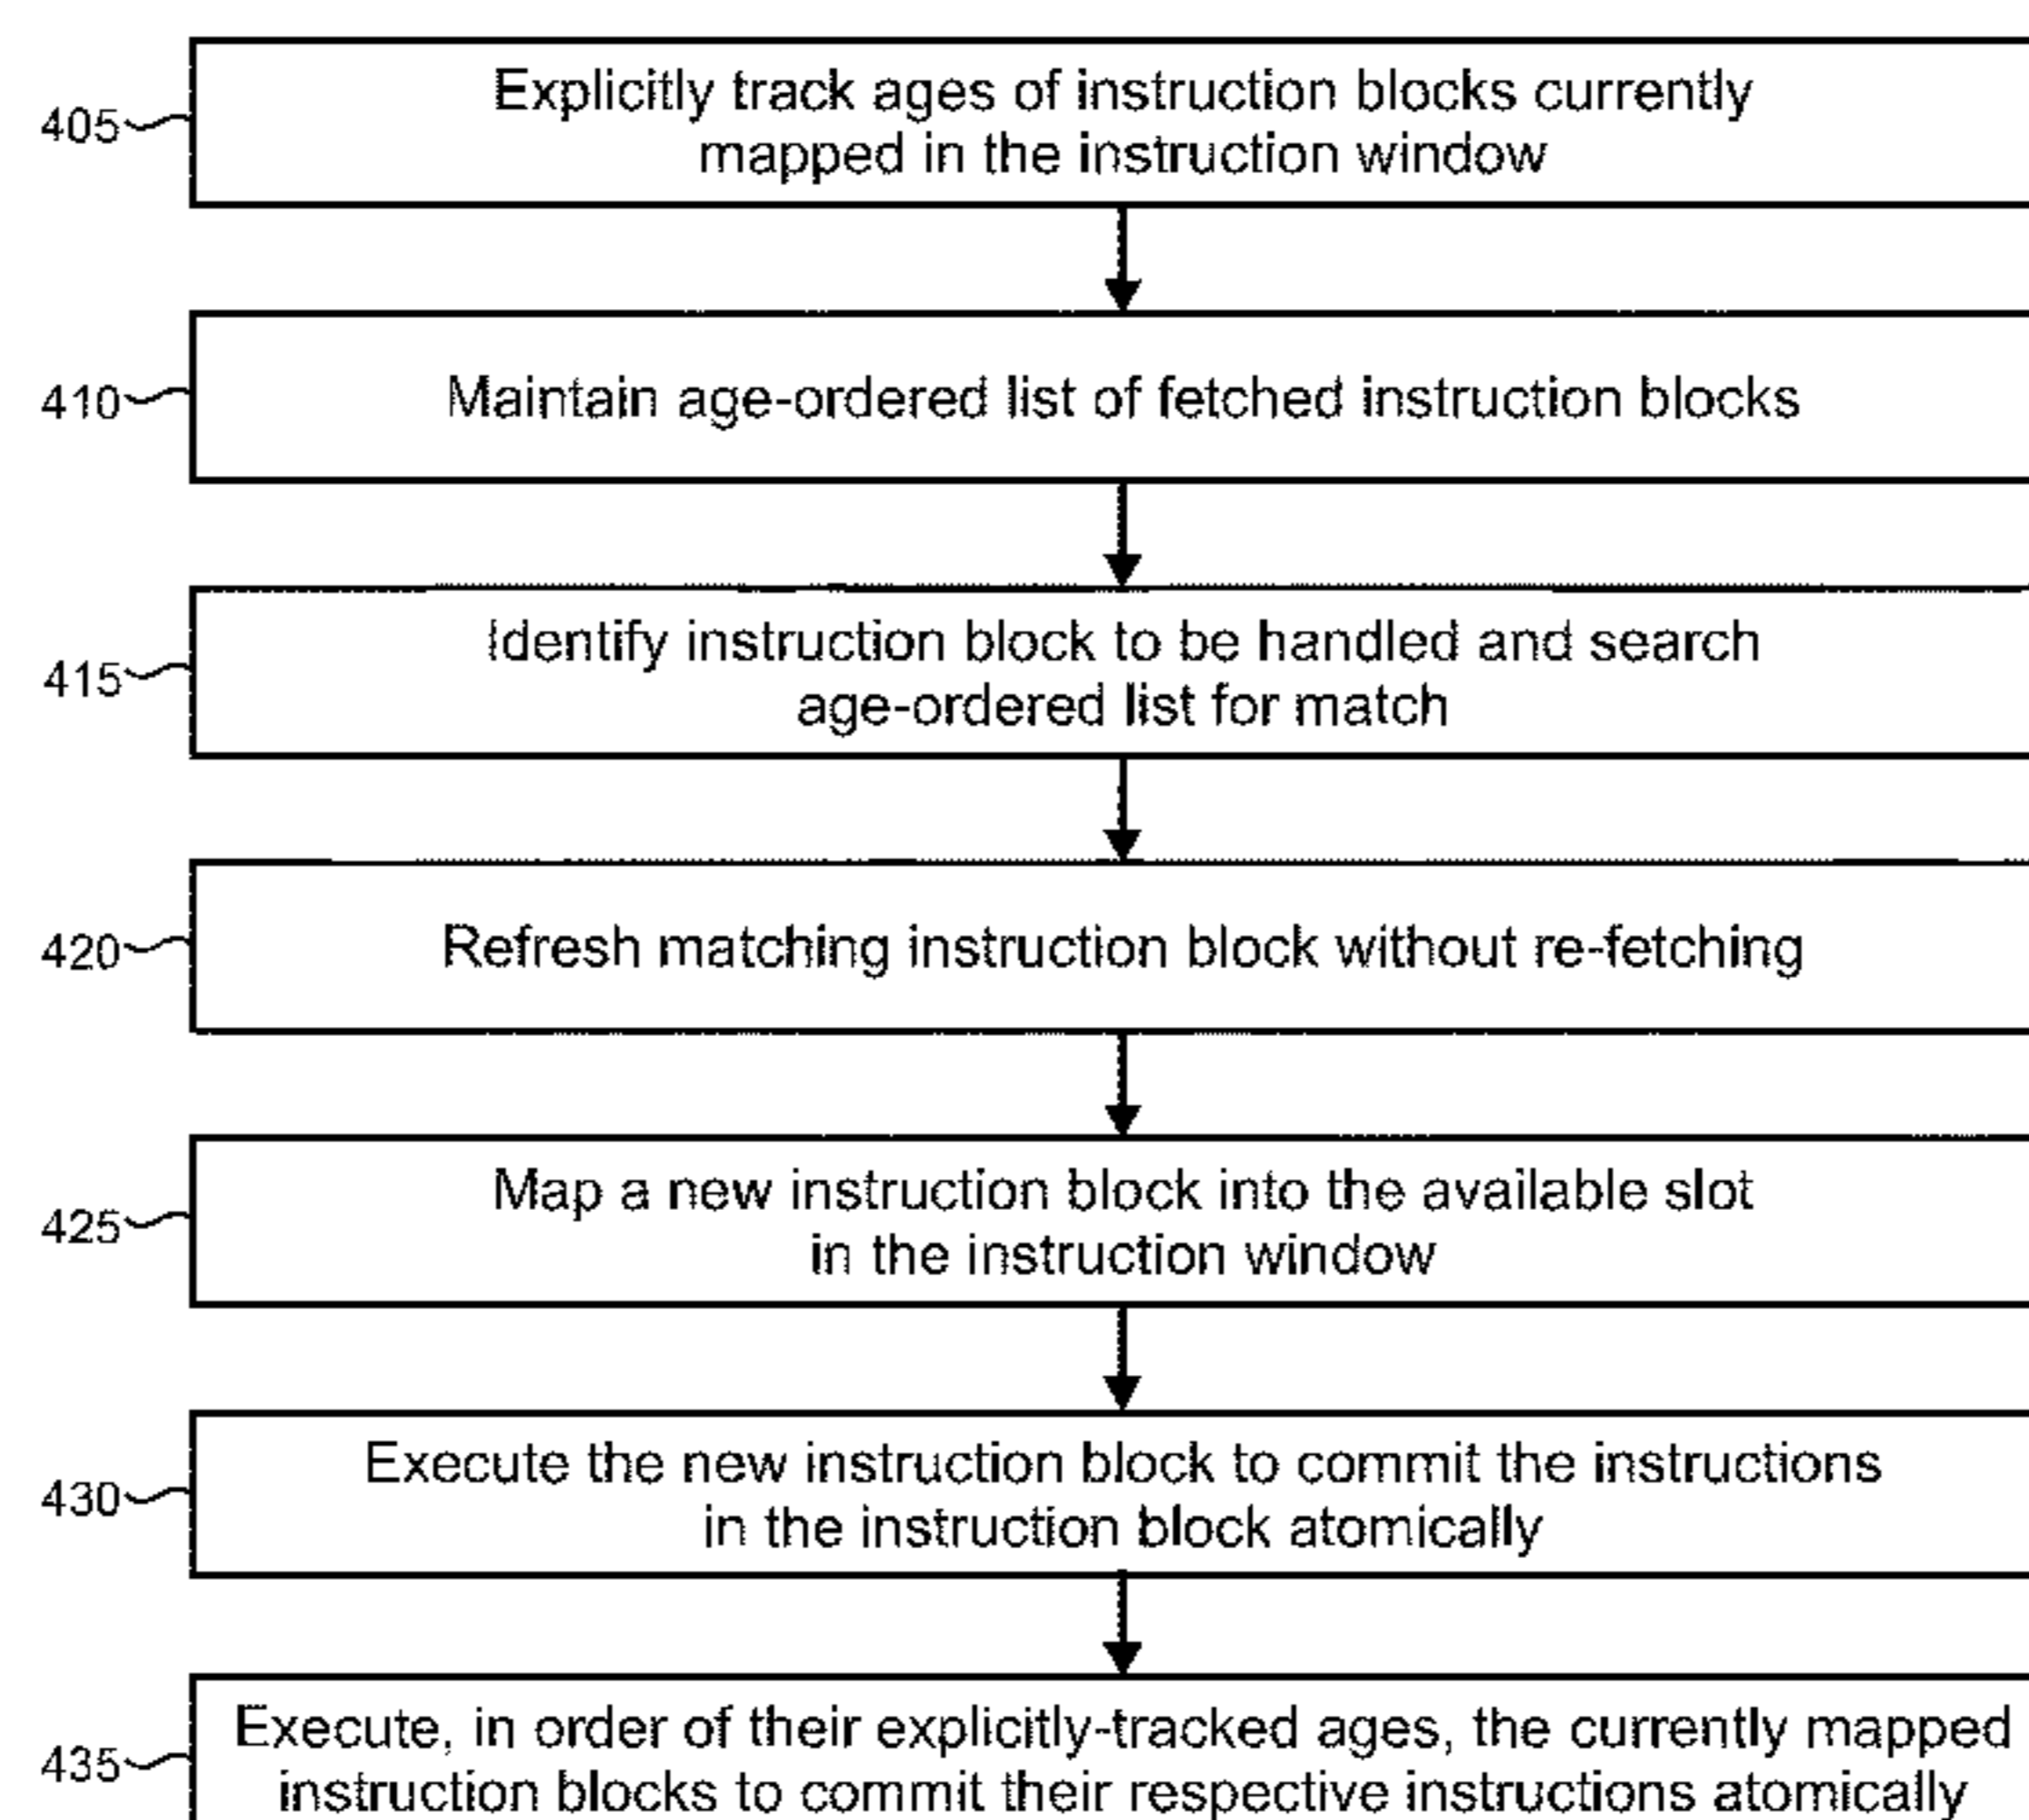 405
Explicitly track ages of instruction blocks currently
mapped in the instruction window
410
Maintain age-ordered list of fetched instruction blocks
415
Identify instruction block to be handled and search
age-ordered list for match
420
Refresh matching instruction block without re-fetching
425
Map a new instruction block into the available slot
in the instruction window
430
Execute the new instruction block to commit the instructions
in the instruction block atomically
435
Execute, in order of their explicitly-tracked ages, the currently mapped
instruction blocks to commit their respective instructions atomically